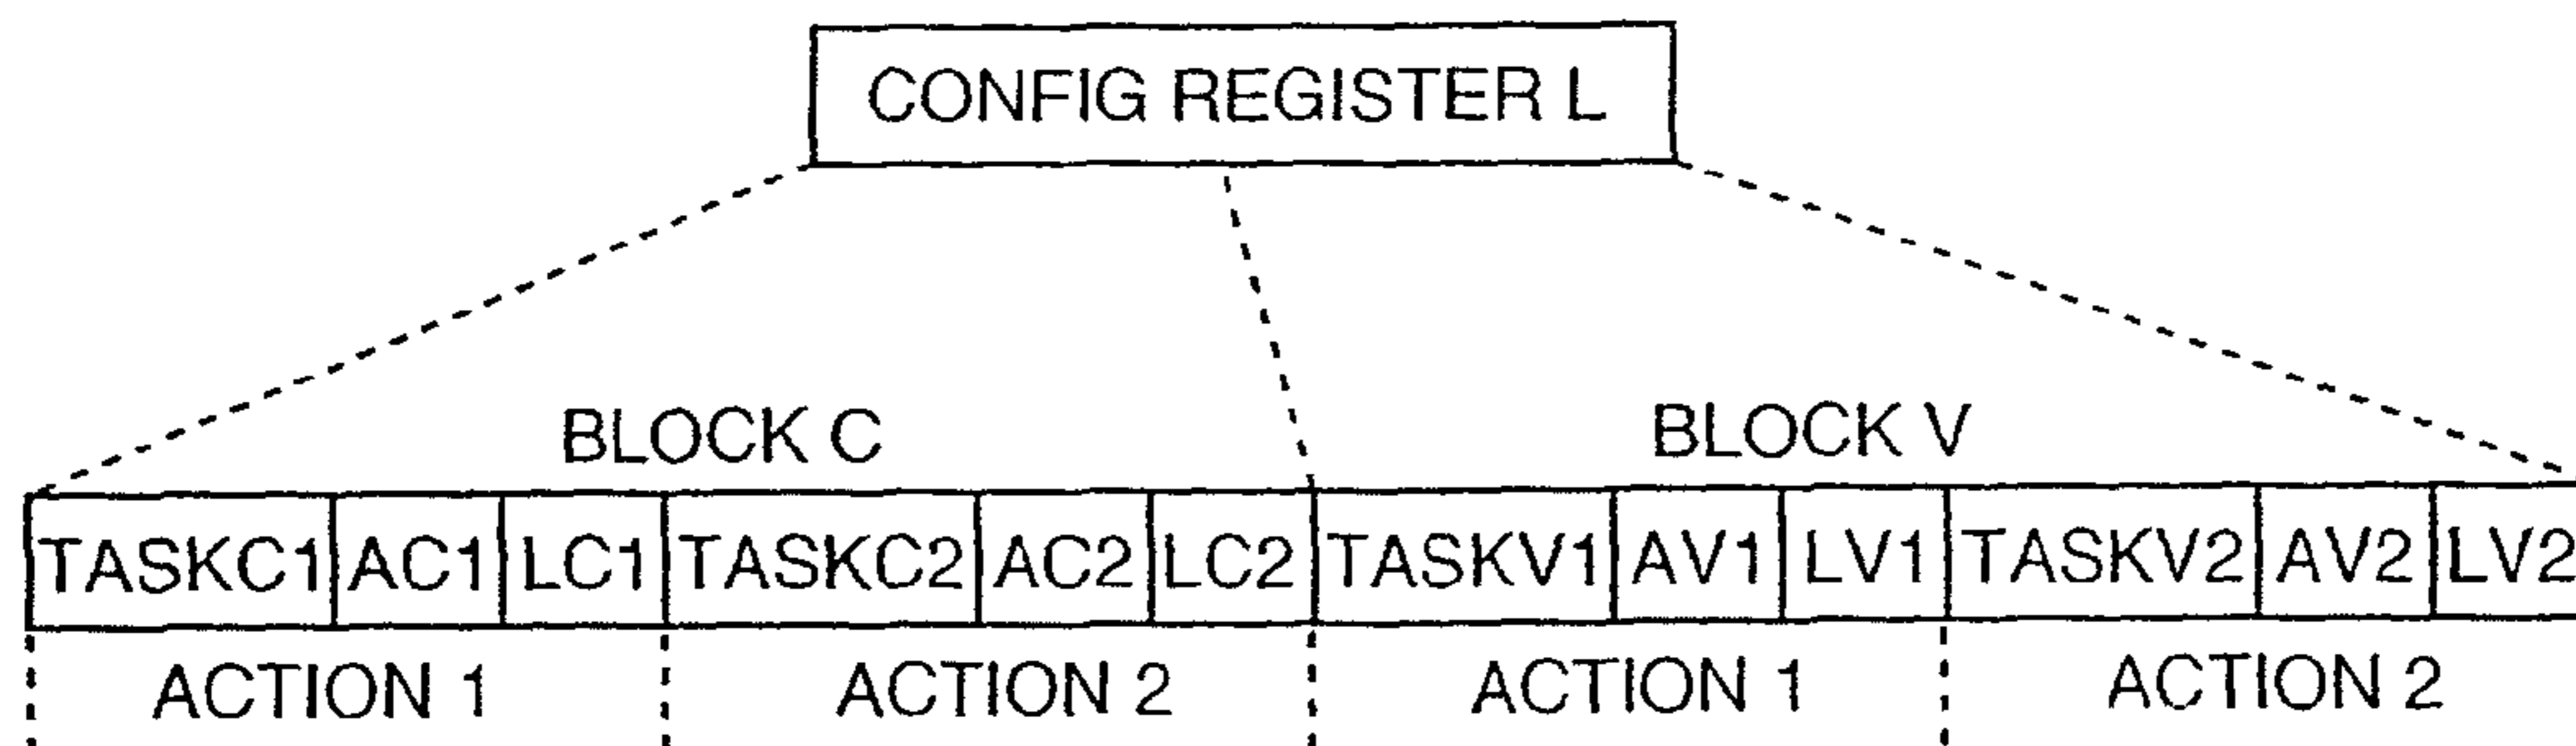 CONFIG REGISTER L
BLOCK C BLOCK V
TASKC1 AC1 LC1 TASKC2 AC2 LC2 TASKV1 AV1 LV1 TASKV2 AV2 LV2
ACTION 1 ACTION 2 ACTION 1 ACTION 2